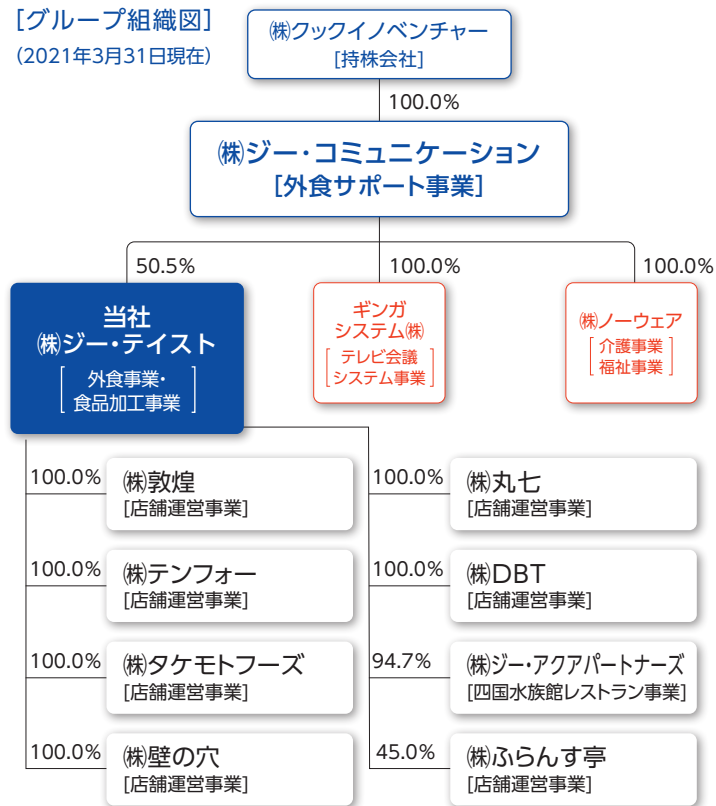 [グループ組織図]
(2021年3月31日現在)
㈱クックイノベンチャー
[持株会社]
100.0%
㈱ジー・コミュニケーション
[外食サポート事業]
50.5%
100.0%
100.0%
当社
㈱ジー・テイスト
[外食事業・
食品加工事業]
ギンガ
システム㈱
[テレビ会議
システム事業]
㈱ノーウェア
[介護事業
福祉事業]
100.0%
㈱敦煌
[店舗運営事業]
100.0%
㈱丸七
[店舗運営事業]
100.0%
㈱テンフォー
[店舗運営事業]
100.0%
㈱DBT
[店舗運営事業]
100.0%
㈱タケモトフーズ
[店舗運営事業]
94.7%
㈱ジー・アクアパートナーズ
[四国水族館レストラン事業]
100.0%
㈱壁の穴
[店舗運営事業]
45.0%
㈱ふらんす亭
[店舗運営事業]